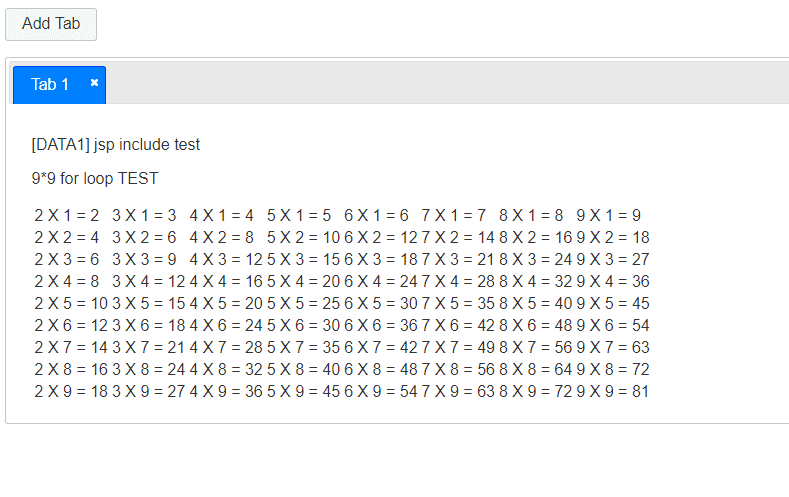 Add Tab
Tab 1 ×
[DATA1] jsp include test
9*9 for loop TEST
2 X 1 = 2 3 X 1 = 3 4 X 1 = 4 5 X 1 = 5 6 X 1 = 6 7 X 1 = 7 8 X 1 = 8 9 X 1 = 9
2 X 2 = 4 3 X 2 = 6 4 X 2 = 8 5 X 2 = 10 6 X 2 = 12 7 X 2 = 14 8 X 2 = 16 9 X 2 = 18
2 X 3 = 6 3 X 3 = 9 4 X 3 = 12 5 X 3 = 15 6 X 3 = 18 7 X 3 = 21 8 X 3 = 24 9 X 3 = 27
2 X 4 = 8 3 X 4 = 12 4 X 4 = 16 5 X 4 = 20 6 X 4 = 24 7 X 4 = 28 8 X 4 = 32 9 X 4 = 36
2 X 5 = 10 3 X 5 = 15 4 X 5 = 20 5 X 5 = 25 6 X 5 = 30 7 X 5 = 35 8 X 5 = 40 9 X 5 = 45
2 X 6 = 12 3 X 6 = 18 4 X 6 = 24 5 X 6 = 30 6 X 6 = 36 7 X 6 = 42 8 X 6 = 48 9 X 6 = 54
2 X 7 = 14 3 X 7 = 21 4 X 7 = 28 5 X 7 = 35 6 X 7 = 42 7 X 7 = 49 8 X 7 = 56 9 X 7 = 63
2 X 8 = 16 3 X 8 = 24 4 X 8 = 32 5 X 8 = 40 6 X 8 = 48 7 X 8 = 56 8 X 8 = 64 9 X 8 = 72
2 X 9 = 18 3 X 9 = 27 4 X 9 = 36 5 X 9 = 45 6 X 9 = 54 7 X 9 = 63 8 X 9 = 72 9 X 9 = 81